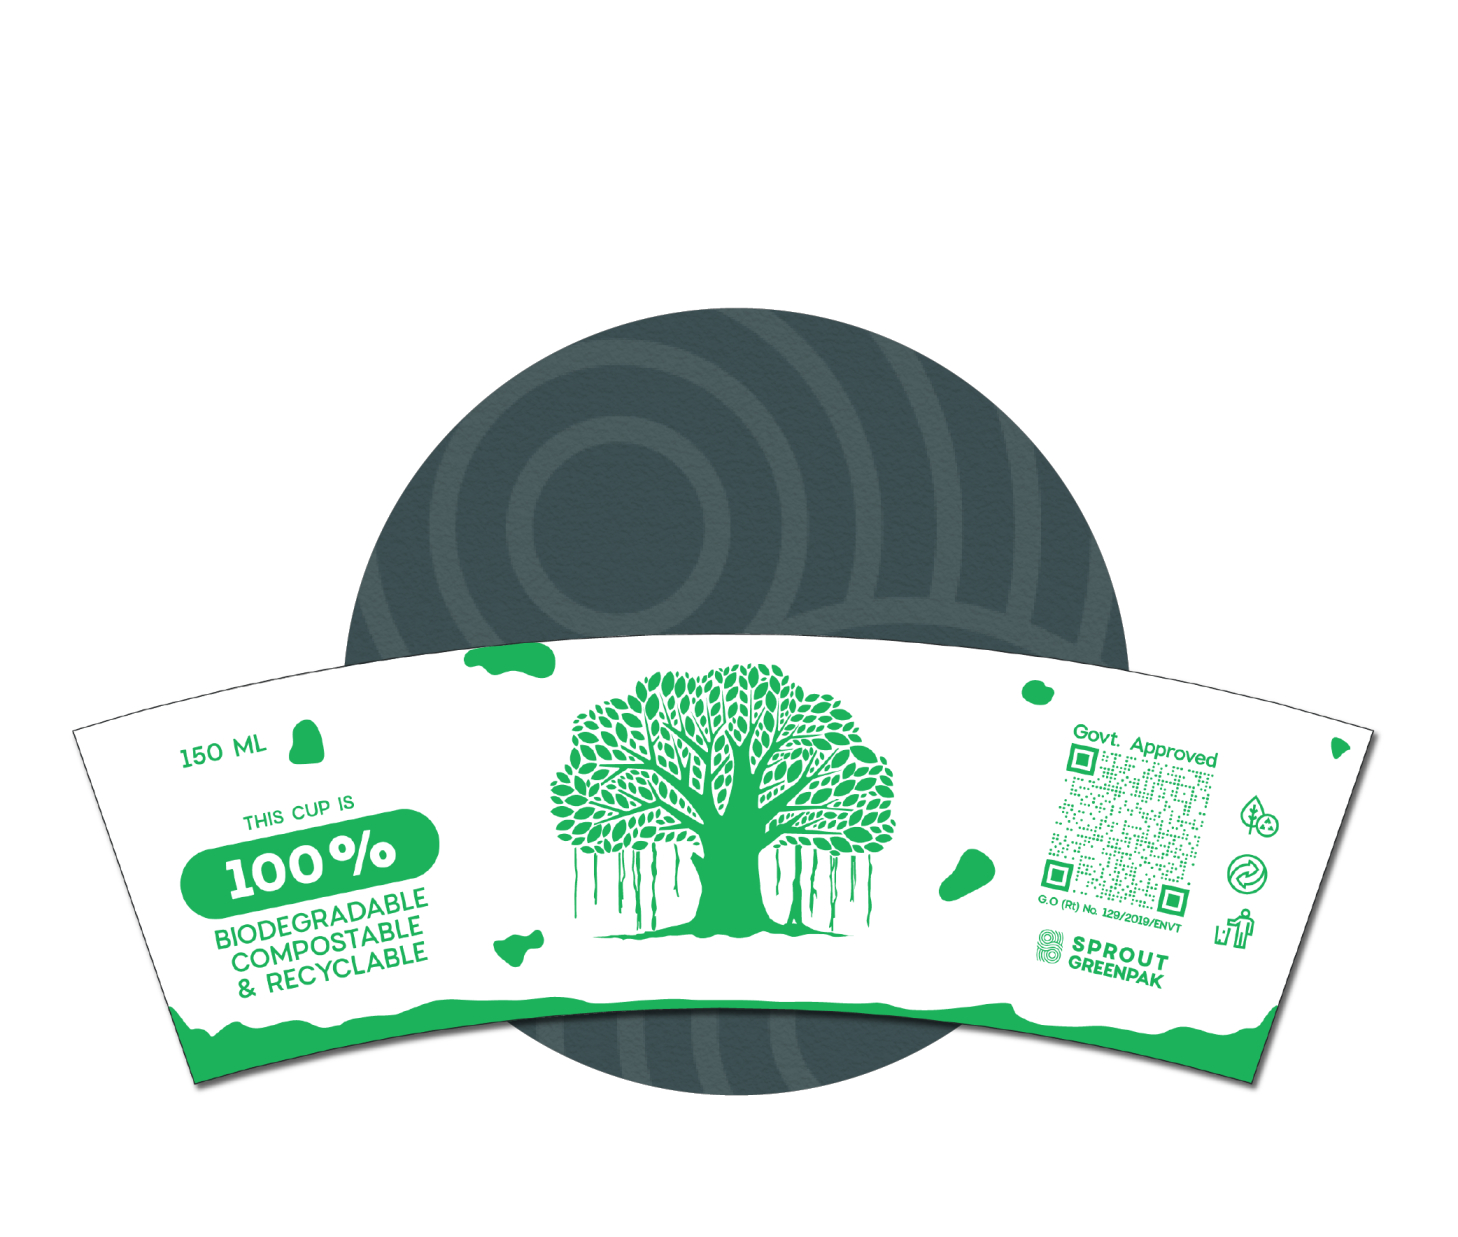 150 ML
THIS CUP IS
100%
BIODEGRADABLE
COMPOSTABLE
& RECYCLABLE
Govt. Approved
G.O (Rt) No. 129/2019/ENVT
SPROUT
GREENPAK